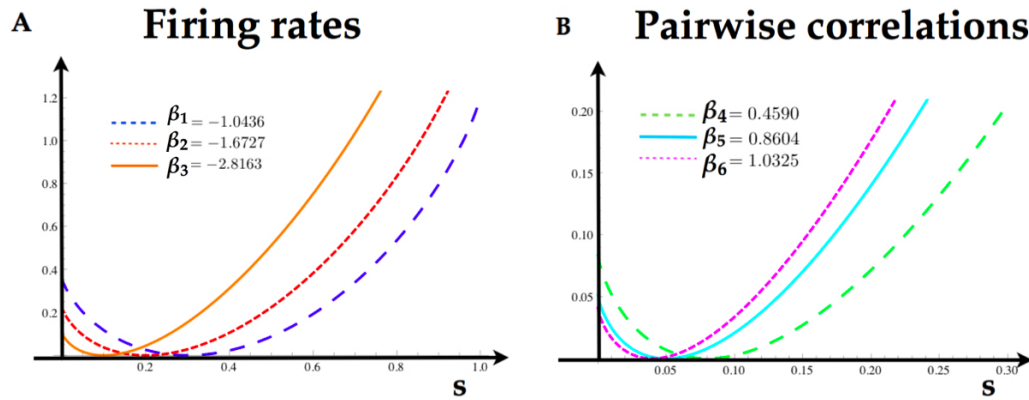 A Firing rates
β1 = −1.0436
β2 = −1.6727
β3 = −2.8163
1.2
1.0
0.8
0.6
0.4
0.2
0.2 0.4 0.6 0.8 1.0
s
B Pairwise correlations
β4 = 0.4590
β5 = 0.8604
β6 = 1.0325
0.20
0.15
0.10
0.05
0.05 0.10 0.15 0.20 0.25 0.30
s